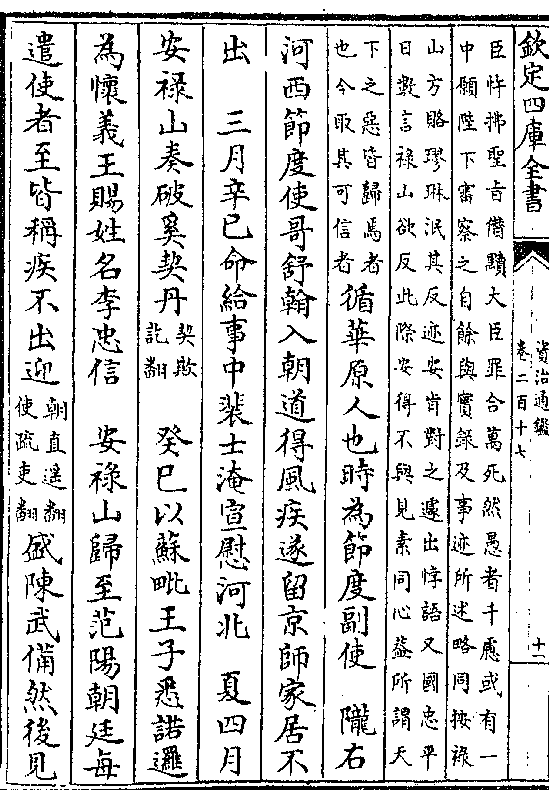 欽定四庫全書
資治通鑑
卷二百十七
十一
臣忤拂聖旨僭黷大臣罪合萬死然愚者千慮或有一
中願陛下審察之自餘與實錄及事迹所述略同按祿
山方賂璆琳泯其反迹安肯對之遽出悖語又國忠平
日數言祿山欲反此際安得不與見素同心蓋所謂天
下之惡皆歸焉者
也今取其可信者
循華原人也時為節度副使 隴右
河西節度使哥舒翰入朝道得風疾遂留京師家居不
出 三月辛巳命給事中裴士淹宣慰河北 夏四月
安祿山奏破奚契丹
契欺
訖翻
癸巳以蘇毗王子悉諾邏
為懷義王賜姓名李忠信 安祿山歸至范陽朝廷每
遣使者至皆稱疾不出迎
朝直遥翻
使疏吏翻
盛陳武備然後見